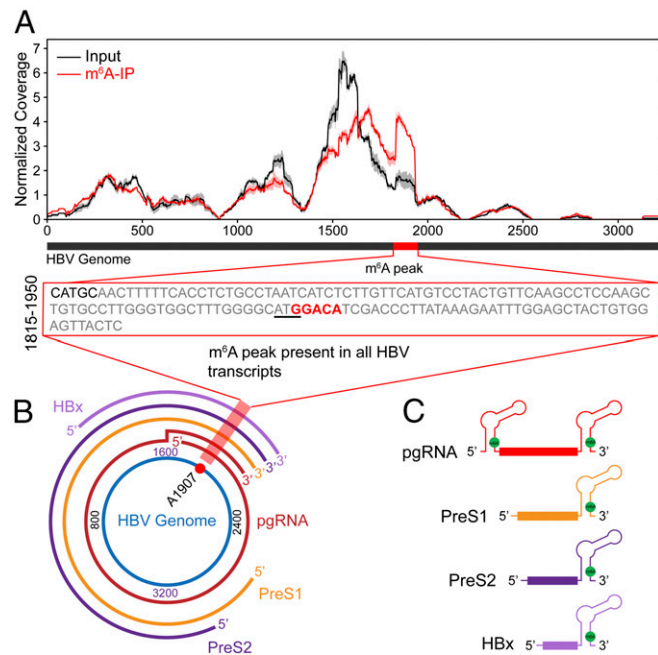 A
Normalized Coverage
7
6
5
4
3
2
1
0
Input
m⁶A-IP
0 500 1000 1500 2000 2500 3000
HBV Genome
m⁶A peak
1815-1950
CATGCAACTTTTTCACCTCTGCCTAATCATCTCTTGTTCATGTCCTACTGTTCAAGCCTCCAAGC
TGTGCCTTGGGTGGCTTTGGGGCATGGACATCGACCCTTATAAAGAATTTGGAGCTACTGTGG
AGTTACTC
m⁶A peak present in all HBV
transcripts
B
HBx
5'
5'
1600
3'
3'
3'
3'
A1907
800
HBV Genome
2400
pgRNA
3200
5'
PreS1
5'
PreS2
C
pgRNA 5' 3'
PreS1 5' 3'
PreS2 5' 3'
HBx 5' 3'